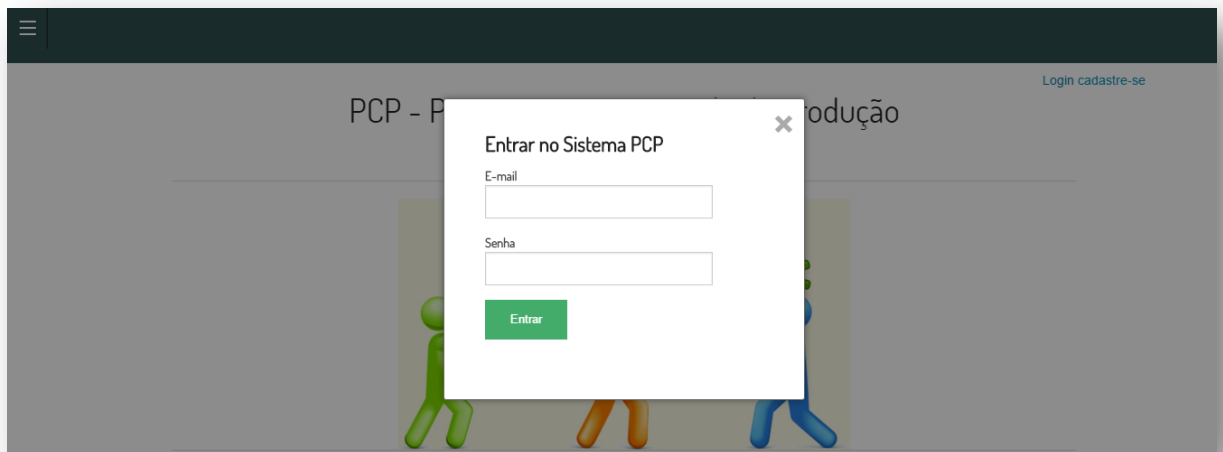 Login cadastre-se
PCP - P rodução
Entrar no Sistema PCP
E-mail
Senha
Entrar